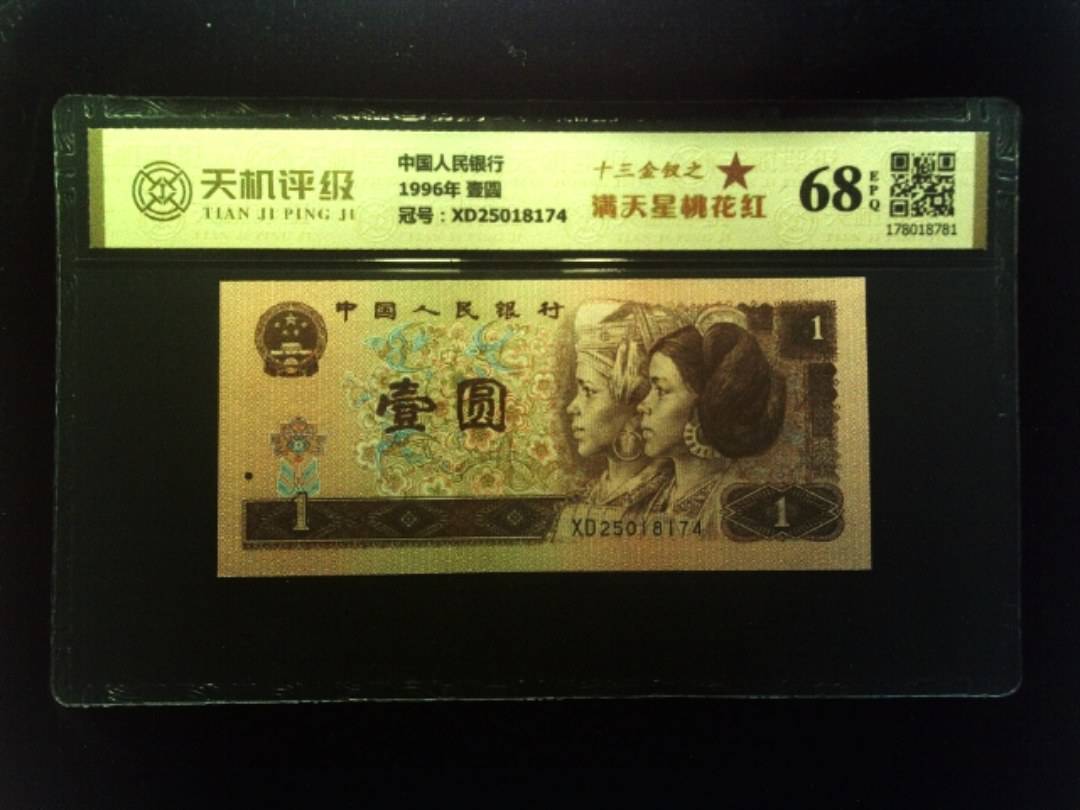 天机评级
TIAN JI PING JI
中国人民银行
1996年 壹圆
冠号：XD25018174
十三金钗之
满天星桃花红
68
EPQ
178018781
中国人民银行
1
壹圆
1
XD25018174
1